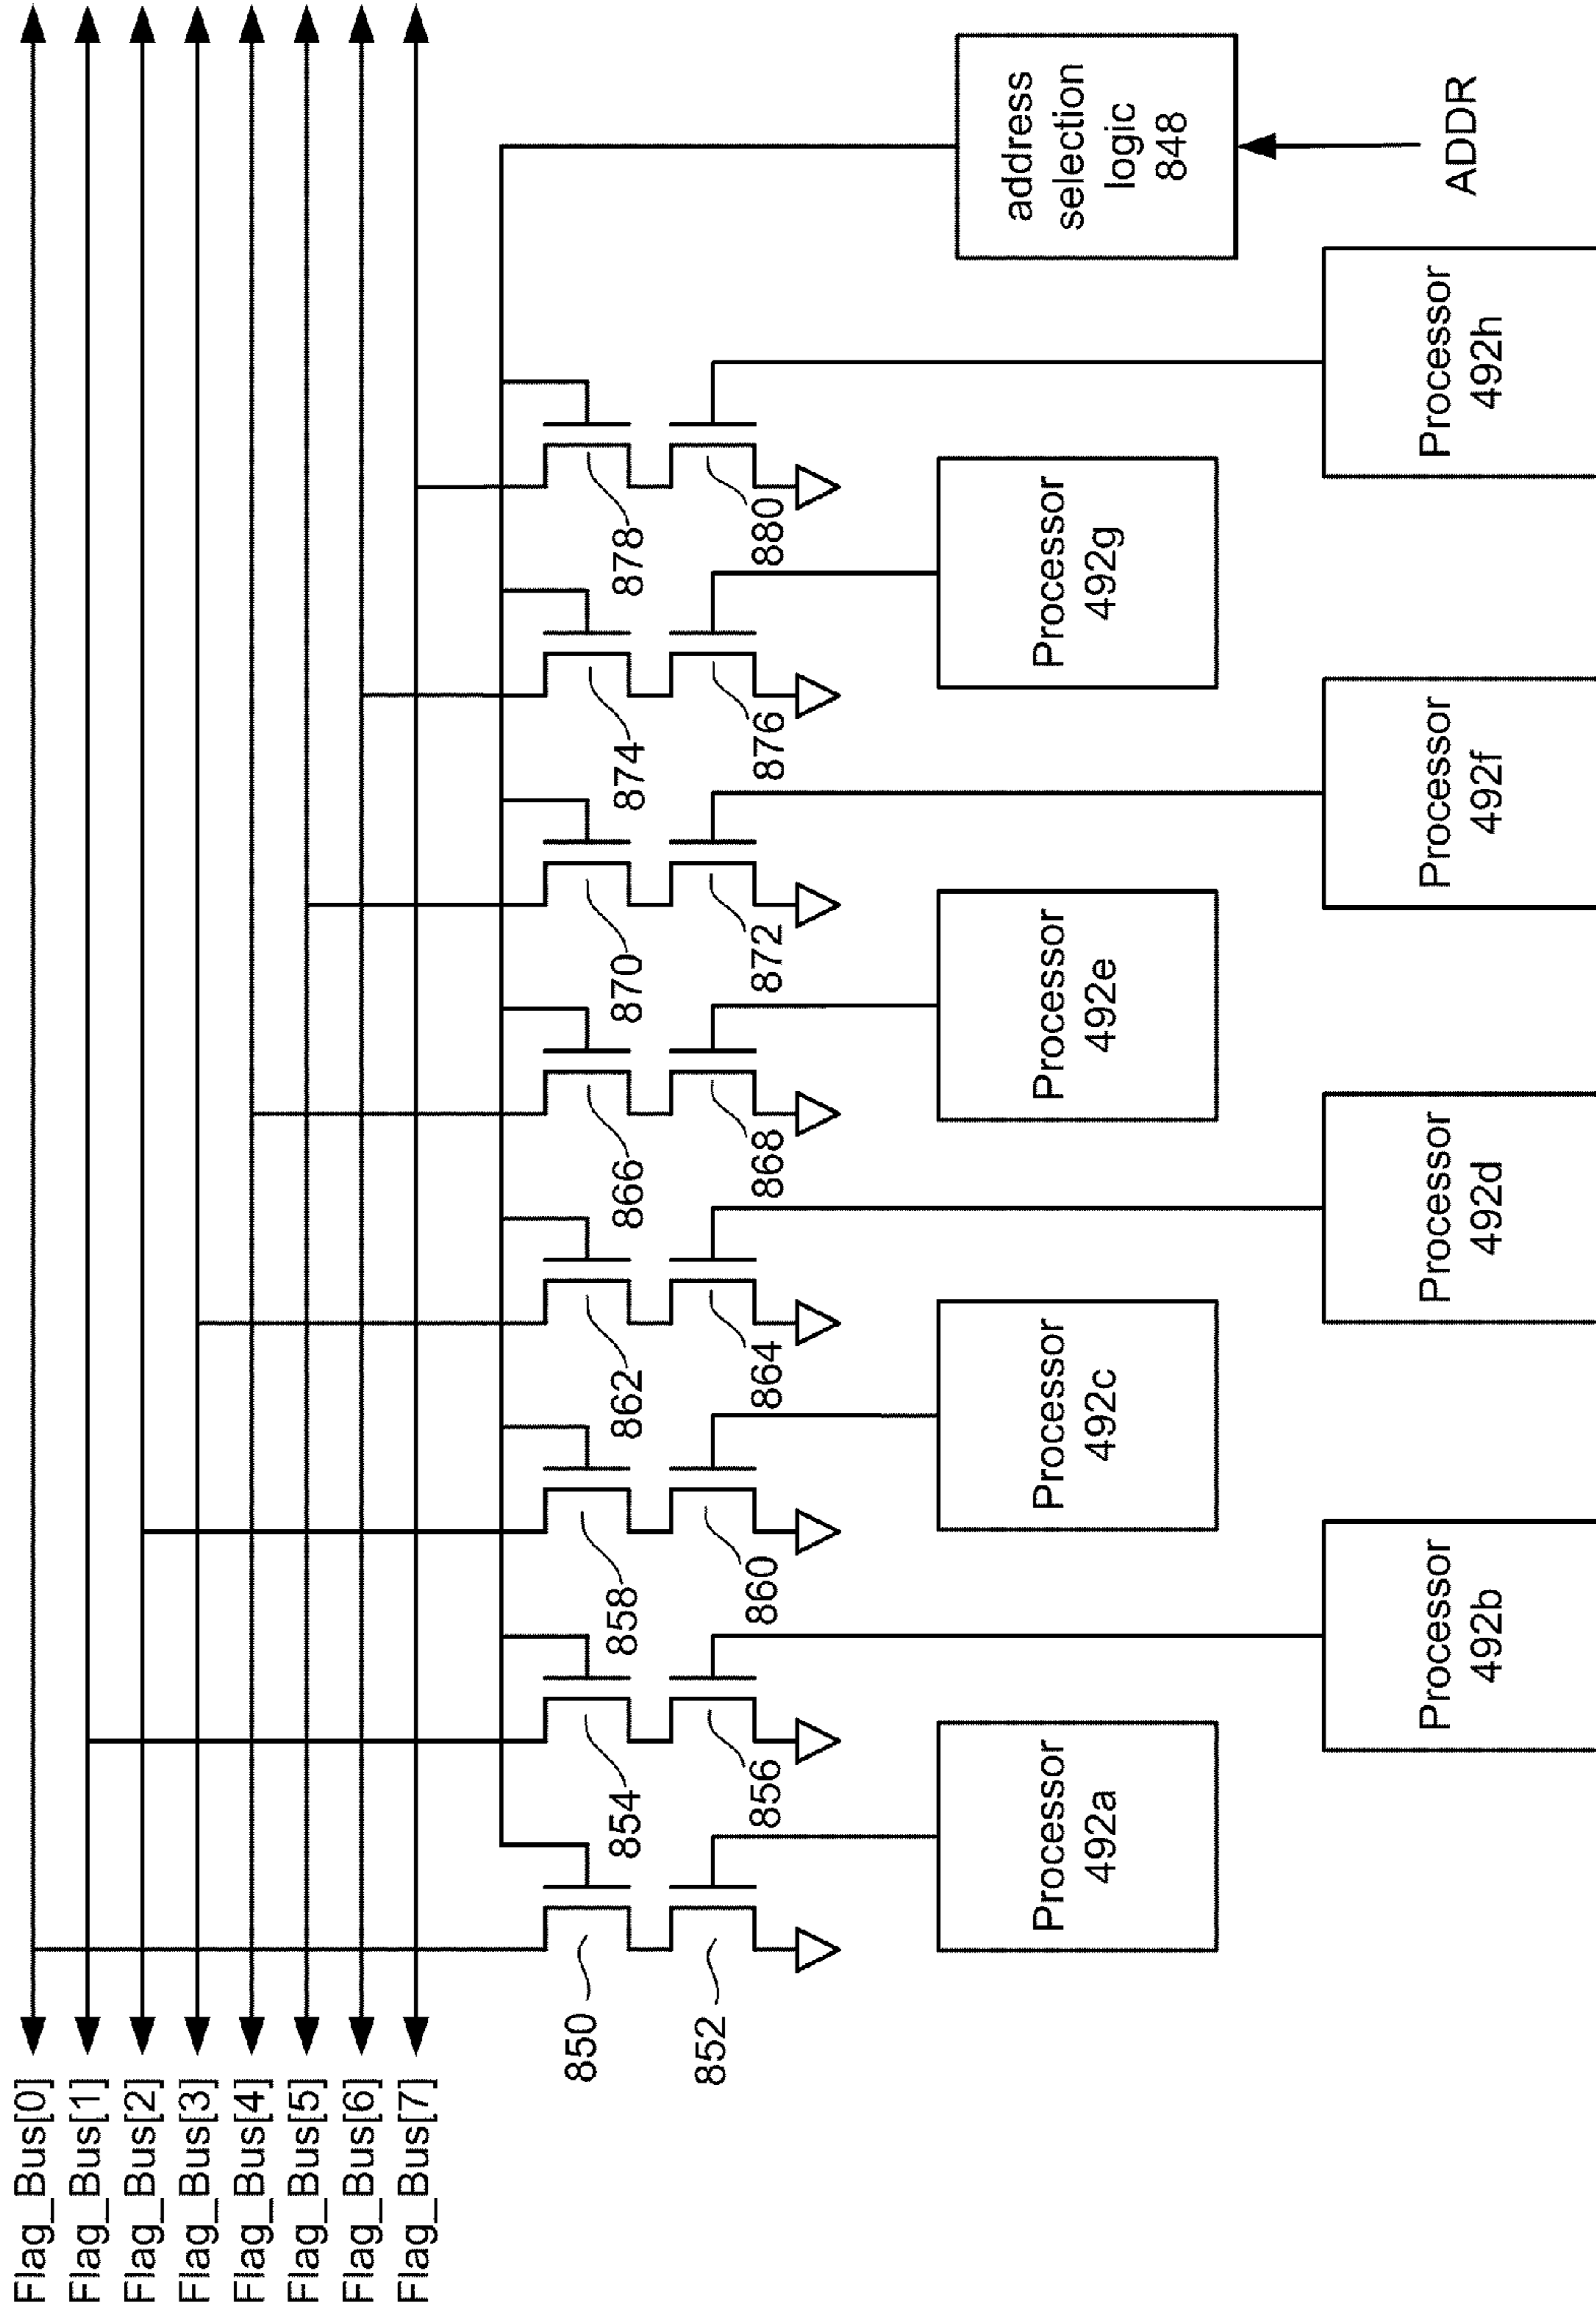 Flag_Bus[0]
Flag_Bus[1]
Flag_Bus[2]
Flag_Bus[3]
Flag_Bus[4]
Flag_Bus[5]
Flag_Bus[6]
Flag_Bus[7]
850
854
858
862
866
870
874
878
852
856
860
864
868
872
876
880
address
selection
logic
848
ADDR
Processor
492a
Processor
492c
Processor
492e
Processor
492g
Processor
492b
Processor
492d
Processor
492f
Processor
492h